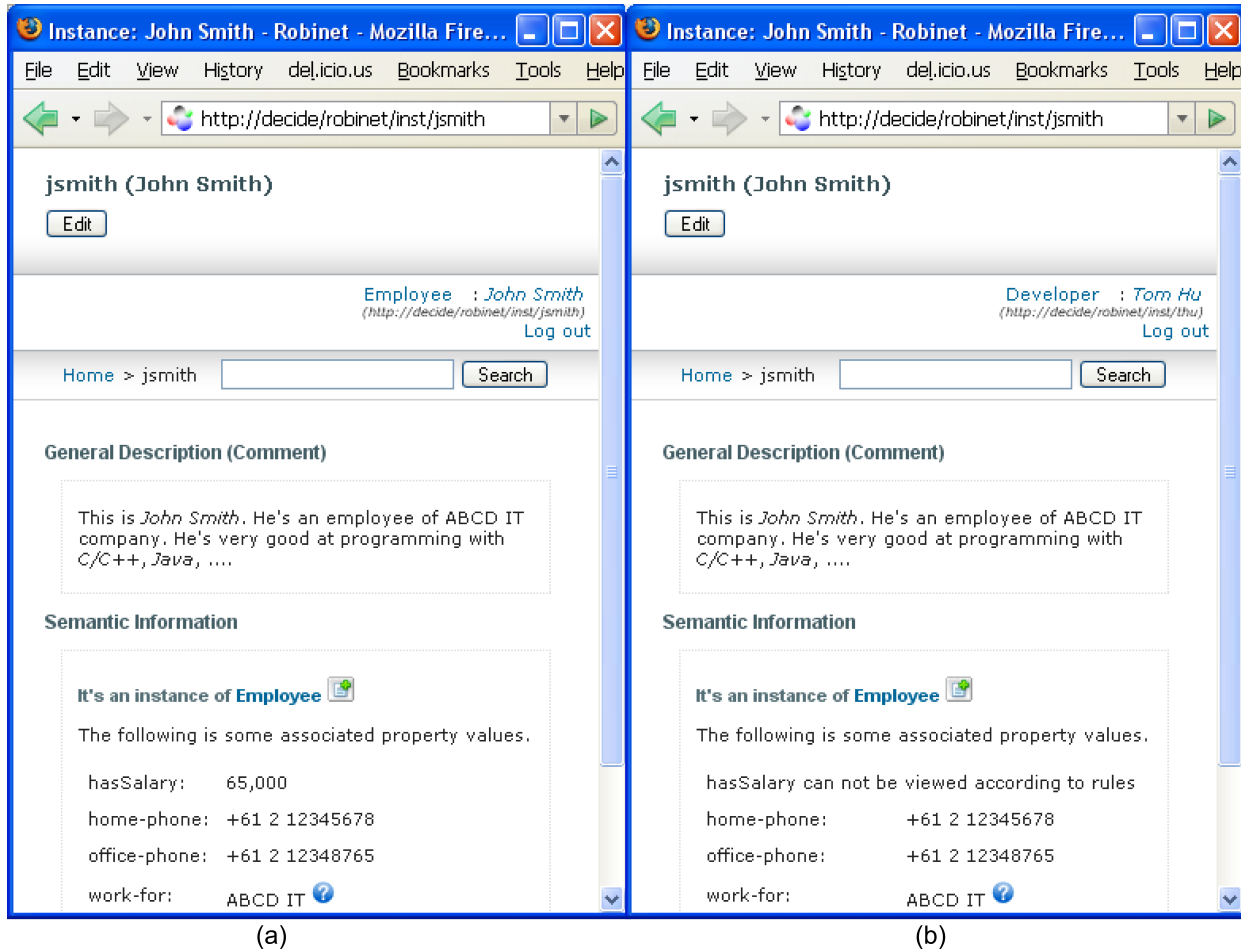 Instance: John Smith - Robinet - Mozilla Fire...
File Edit View History del.icio.us Bookmarks Tools Help
http://decide/robinet/inst/jsmith
jsmith (John Smith)
Edit
Employee : John Smith
(http://decide/robinet/inst/jsmith)
Log out
Home > jsmith Search
General Description (Comment)
This is John Smith. He's an employee of ABCD IT
company. He's very good at programming with
C/C++, Java, ....
Semantic Information
It's an instance of Employee
The following is some associated property values.
hasSalary: 65,000
home-phone: +61 2 12345678
office-phone: +61 2 12348765
work-for: ABCD IT ?
(a)
Instance: John Smith - Robinet - Mozilla Fire...
File Edit View History del.icio.us Bookmarks Tools Help
http://decide/robinet/inst/jsmith
jsmith (John Smith)
Edit
Developer : Tom Hu
(http://decide/robinet/inst/thu)
Log out
Home > jsmith Search
General Description (Comment)
This is John Smith. He's an employee of ABCD IT
company. He's very good at programming with
C/C++, Java, ....
Semantic Information
It's an instance of Employee
The following is some associated property values.
hasSalary can not be viewed according to rules
home-phone: +61 2 12345678
office-phone: +61 2 12348765
work-for: ABCD IT ?
(b)